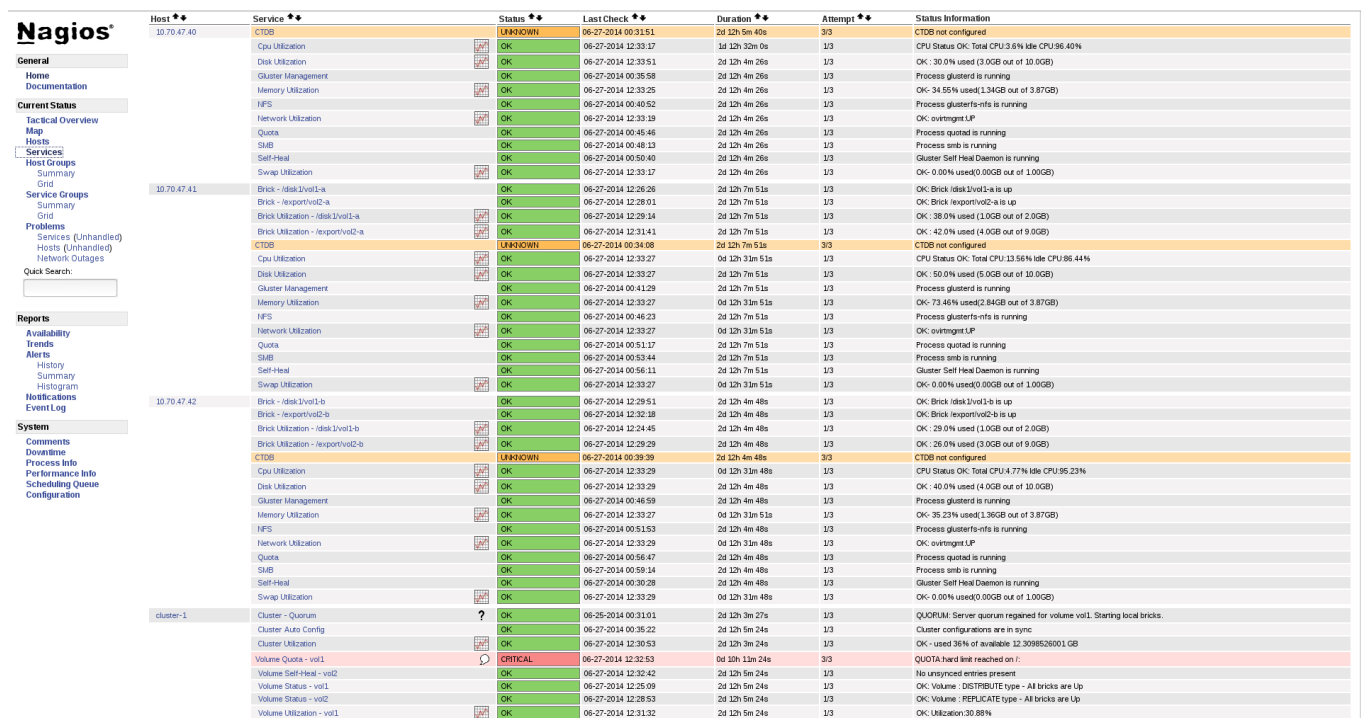 Nagios®
General
Home
Documentation
Current Status
Tactical Overview
Map
Hosts
Services
Host Groups
Summary
Grid
Service Groups
Summary
Grid
Problems
Services (Unhandled)
Hosts (Unhandled)
Network Outages
Quick Search:
Reports
Availability
Trends
Alerts
History
Summary
Histogram
Notifications
Event Log
System
Comments
Downtime
Process Info
Performance Info
Scheduling Queue
Configuration
Host Service Status Last Check Duration Attempt Status Information
10.70.47.40 CTDB UNKNOWN 06-27-2014 00:31:51 2d 12h 5m 40s 3/3 CTDB not configured
Cpu Utilization OK 06-27-2014 12:33:17 1d 12h 32m 0s 1/3 CPU Status OK: Total CPU:3.6% Idle CPU:96.40%
Disk Utilization OK 06-27-2014 12:33:51 2d 12h 4m 26s 1/3 OK : 30.0% used (3.0GB out of 10.0GB)
Gluster Management OK 06-27-2014 00:35:58 2d 12h 4m 26s 1/3 Process glusterd is running
Memory Utilization OK 06-27-2014 12:33:25 2d 12h 4m 26s 1/3 OK- 34.55% used(1.34GB out of 3.87GB)
NFS OK 06-27-2014 00:40:52 2d 12h 4m 26s 1/3 Process glusterfs-nfs is running
Network Utilization OK 06-27-2014 12:33:19 2d 12h 4m 26s 1/3 OK: ovirtmgmt:UP
Quota OK 06-27-2014 00:45:46 2d 12h 4m 26s 1/3 Process quotad is running
SMB OK 06-27-2014 00:48:13 2d 12h 4m 26s 1/3 Process smb is running
Self-Heal OK 06-27-2014 00:50:40 2d 12h 4m 26s 1/3 Gluster Self Heal Daemon is running
Swap Utilization OK 06-27-2014 12:33:17 2d 12h 4m 26s 1/3 OK- 0.00% used(0.00GB out of 1.00GB)
10.70.47.41 Brick - /disk1/vol1-a OK 06-27-2014 12:26:26 2d 12h 7m 51s 1/3 OK: Brick /disk1/vol1-a is up
Brick - /export/vol2-a OK 06-27-2014 12:28:01 2d 12h 7m 51s 1/3 OK: Brick /export/vol2-a is up
Brick Utilization - /disk1/vol1-a OK 06-27-2014 12:29:14 2d 12h 7m 51s 1/3 OK : 38.0% used (1.0GB out of 2.0GB)
Brick Utilization - /export/vol2-a OK 06-27-2014 12:31:41 2d 12h 7m 51s 1/3 OK : 42.0% used (4.0GB out of 9.0GB)
CTDB UNKNOWN 06-27-2014 00:34:08 2d 12h 7m 51s 3/3 CTDB not configured
Cpu Utilization OK 06-27-2014 12:33:27 0d 12h 31m 51s 1/3 CPU Status OK: Total CPU:13.56% Idle CPU:86.44%
Disk Utilization OK 06-27-2014 12:33:27 2d 12h 7m 51s 1/3 OK : 50.0% used (5.0GB out of 10.0GB)
Gluster Management OK 06-27-2014 00:41:29 2d 12h 7m 51s 1/3 Process glusterd is running
Memory Utilization OK 06-27-2014 12:33:27 0d 12h 31m 51s 1/3 OK- 73.46% used(2.84GB out of 3.87GB)
NFS OK 06-27-2014 00:46:23 2d 12h 7m 51s 1/3 Process glusterfs-nfs is running
Network Utilization OK 06-27-2014 12:33:27 0d 12h 31m 51s 1/3 OK: ovirtmgmt:UP
Quota OK 06-27-2014 00:51:17 2d 12h 7m 51s 1/3 Process quotad is running
SMB OK 06-27-2014 00:53:44 2d 12h 7m 51s 1/3 Process smb is running
Self-Heal OK 06-27-2014 00:56:11 2d 12h 7m 51s 1/3 Gluster Self Heal Daemon is running
Swap Utilization OK 06-27-2014 12:33:27 0d 12h 31m 51s 1/3 OK- 0.00% used(0.00GB out of 1.00GB)
10.70.47.42 Brick - /disk1/vol1-b OK 06-27-2014 12:29:51 2d 12h 4m 48s 1/3 OK: Brick /disk1/vol1-b is up
Brick - /export/vol2-b OK 06-27-2014 12:32:18 2d 12h 4m 48s 1/3 OK: Brick /export/vol2-b is up
Brick Utilization - /disk1/vol1-b OK 06-27-2014 12:24:45 2d 12h 4m 48s 1/3 OK : 29.0% used (1.0GB out of 2.0GB)
Brick Utilization - /export/vol2-b OK 06-27-2014 12:29:29 2d 12h 4m 48s 1/3 OK : 26.0% used (3.0GB out of 9.0GB)
CTDB UNKNOWN 06-27-2014 00:39:39 2d 12h 4m 48s 3/3 CTDB not configured
Cpu Utilization OK 06-27-2014 12:33:29 0d 12h 31m 48s 1/3 CPU Status OK: Total CPU:4.77% Idle CPU:95.23%
Disk Utilization OK 06-27-2014 12:33:29 2d 12h 4m 48s 1/3 OK : 40.0% used (4.0GB out of 10.0GB)
Gluster Management OK 06-27-2014 00:46:59 2d 12h 4m 48s 1/3 Process glusterd is running
Memory Utilization OK 06-27-2014 12:33:27 0d 12h 31m 51s 1/3 OK- 35.23% used(1.36GB out of 3.87GB)
NFS OK 06-27-2014 00:51:53 2d 12h 4m 48s 1/3 Process glusterfs-nfs is running
Network Utilization OK 06-27-2014 12:33:29 0d 12h 31m 48s 1/3 OK: ovirtmgmt:UP
Quota OK 06-27-2014 00:56:47 2d 12h 4m 48s 1/3 Process quotad is running
SMB OK 06-27-2014 00:59:14 2d 12h 4m 48s 1/3 Process smb is running
Self-Heal OK 06-27-2014 00:30:28 2d 12h 4m 48s 1/3 Gluster Self Heal Daemon is running
Swap Utilization OK 06-27-2014 12:33:29 0d 12h 31m 48s 1/3 OK- 0.00% used(0.00GB out of 1.00GB)
cluster-1 Cluster - Quorum ? OK 06-25-2014 00:31:01 2d 12h 3m 27s 1/3 QUORUM: Server quorum regained for volume vol1. Starting local bricks.
Cluster Auto Config OK 06-27-2014 00:35:22 2d 12h 5m 24s 1/3 Cluster configurations are in sync
Cluster Utilization OK 06-27-2014 12:30:53 2d 12h 3m 24s 1/3 OK - used 36% of available 12.3098526001 GB
Volume Quota - vol1 CRITICAL 06-27-2014 12:32:53 0d 10h 11m 24s 3/3 QUOTA:hard limit reached on /:
Volume Self-Heal - vol2 OK 06-27-2014 12:32:42 2d 12h 5m 24s 1/3 No unsynced entries present
Volume Status - vol1 OK 06-27-2014 12:25:09 2d 12h 5m 24s 1/3 OK: Volume : DISTRIBUTE type - All bricks are Up
Volume Status - vol2 OK 06-27-2014 12:28:53 2d 12h 5m 24s 1/3 OK: Volume : REPLICATE type - All bricks are Up
Volume Utilization - vol1 OK 06-27-2014 12:31:32 2d 12h 5m 24s 1/3 OK: Utilization:30.88%